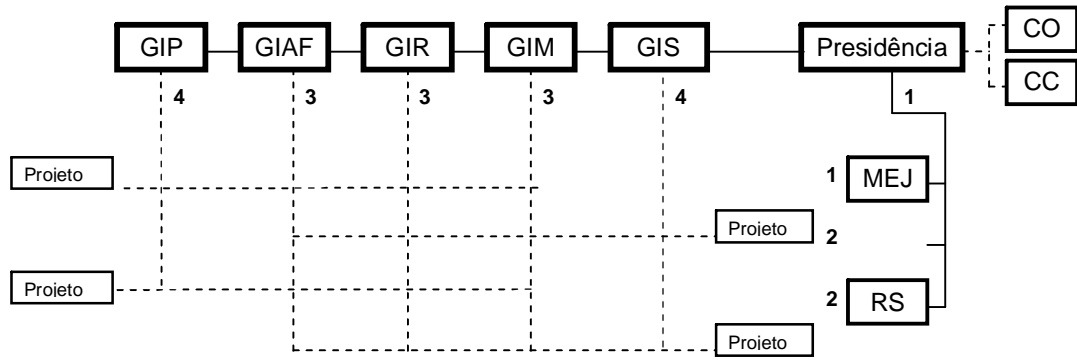 CO
GIP GIAF GIR GIM GIS Presidência
CC
4 3 3 3 4 1
Projeto
1 MEJ
Projeto 2
Projeto
2 RS
Projeto